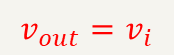 v_out = v_i